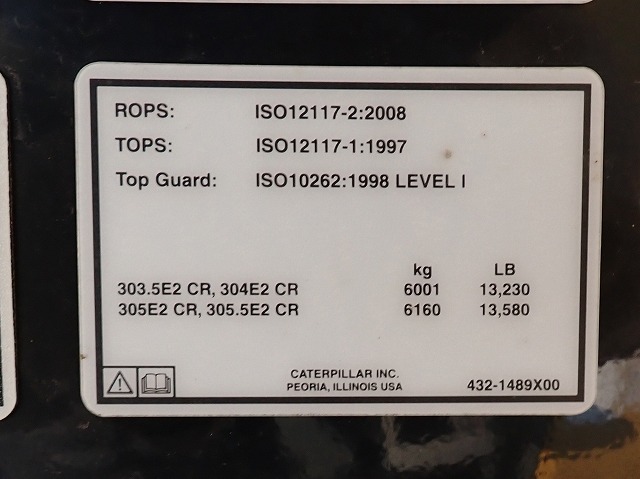 ROPS: ISO12117-2:2008
TOPS: ISO12117-1:1997
Top Guard: ISO10262:1998 LEVEL I
kg LB
303.5E2 CR, 304E2 CR 6001 13,230
305E2 CR, 305.5E2 CR 6160 13,580
CATERPILLAR INC.
PEORIA, ILLINOIS USA 432-1489X00